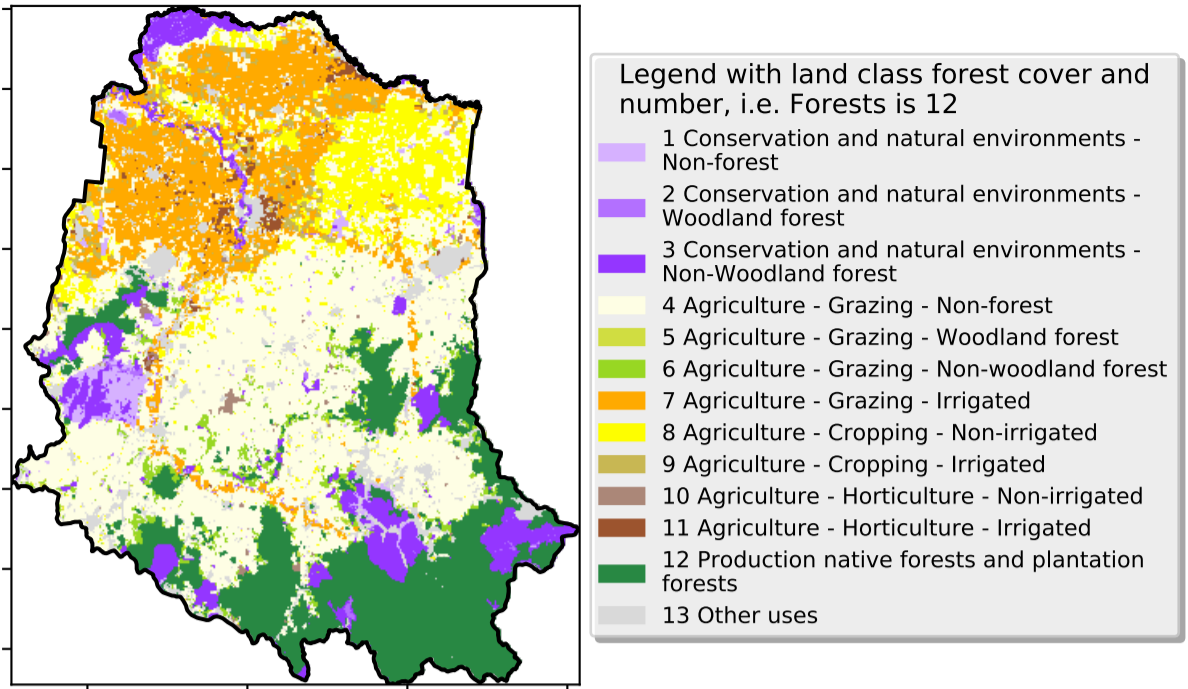 Legend with land class forest cover and
number, i.e. Forests is 12
1 Conservation and natural environments -
Non-forest
2 Conservation and natural environments -
Woodland forest
3 Conservation and natural environments -
Non-Woodland forest
4 Agriculture - Grazing - Non-forest
5 Agriculture - Grazing - Woodland forest
6 Agriculture - Grazing - Non-woodland forest
7 Agriculture - Grazing - Irrigated
8 Agriculture - Cropping - Non-irrigated
9 Agriculture - Cropping - Irrigated
10 Agriculture - Horticulture - Non-irrigated
11 Agriculture - Horticulture - Irrigated
12 Production native forests and plantation
forests
13 Other uses